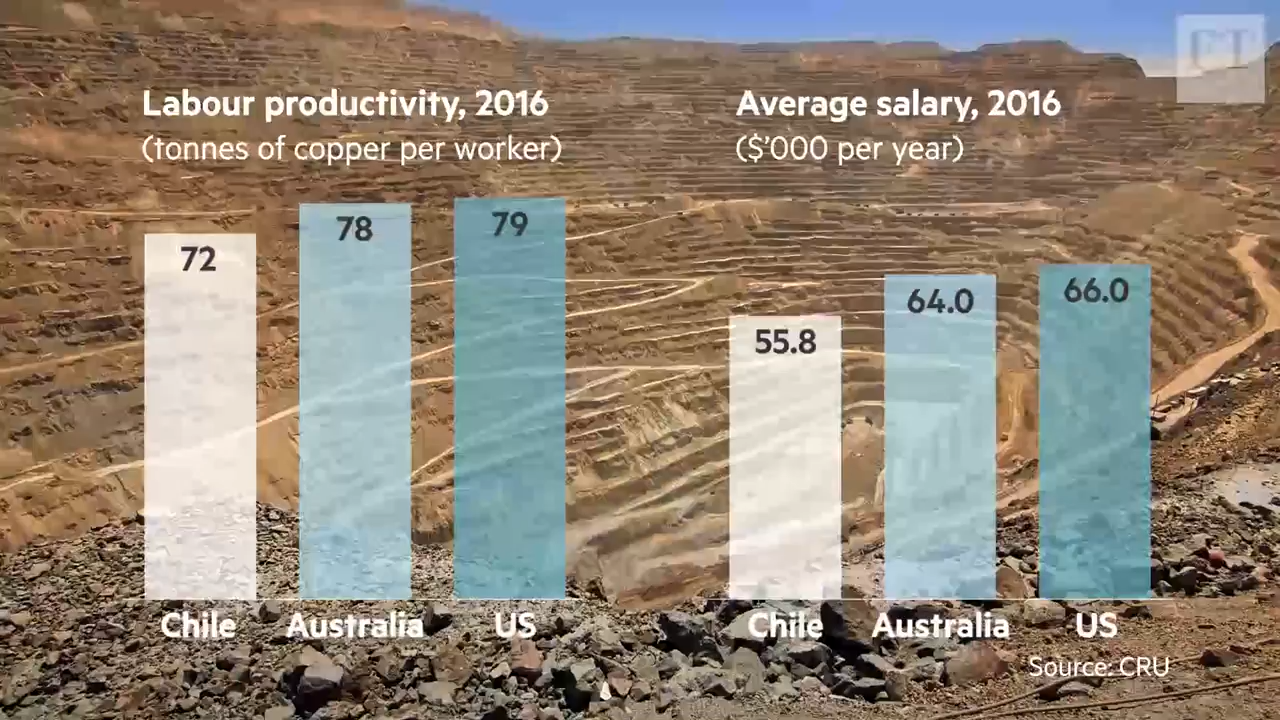 FT
Labour productivity, 2016
(tonnes of copper per worker)
72
78
79
Chile
Australia
US
Average salary, 2016
($’000 per year)
55.8
64.0
66.0
Chile
Australia
US
Source: CRU